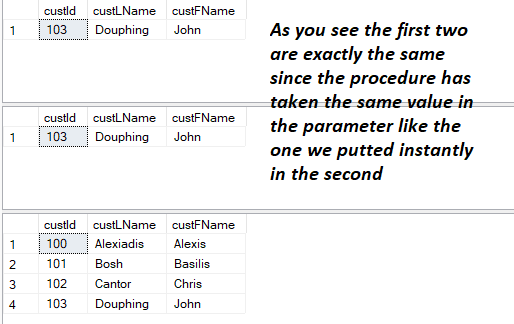 custId custLName custFName
1 103 Douphing John
As you see the first two
are exactly the same
since the procedure has
taken the same value in
the parameter like the
one we putted instantly
in the second
custId custLName custFName
1 103 Douphing John
custId custLName custFName
1 100 Alexiadis Alexis
2 101 Bosh Basilis
3 102 Cantor Chris
4 103 Douphing John